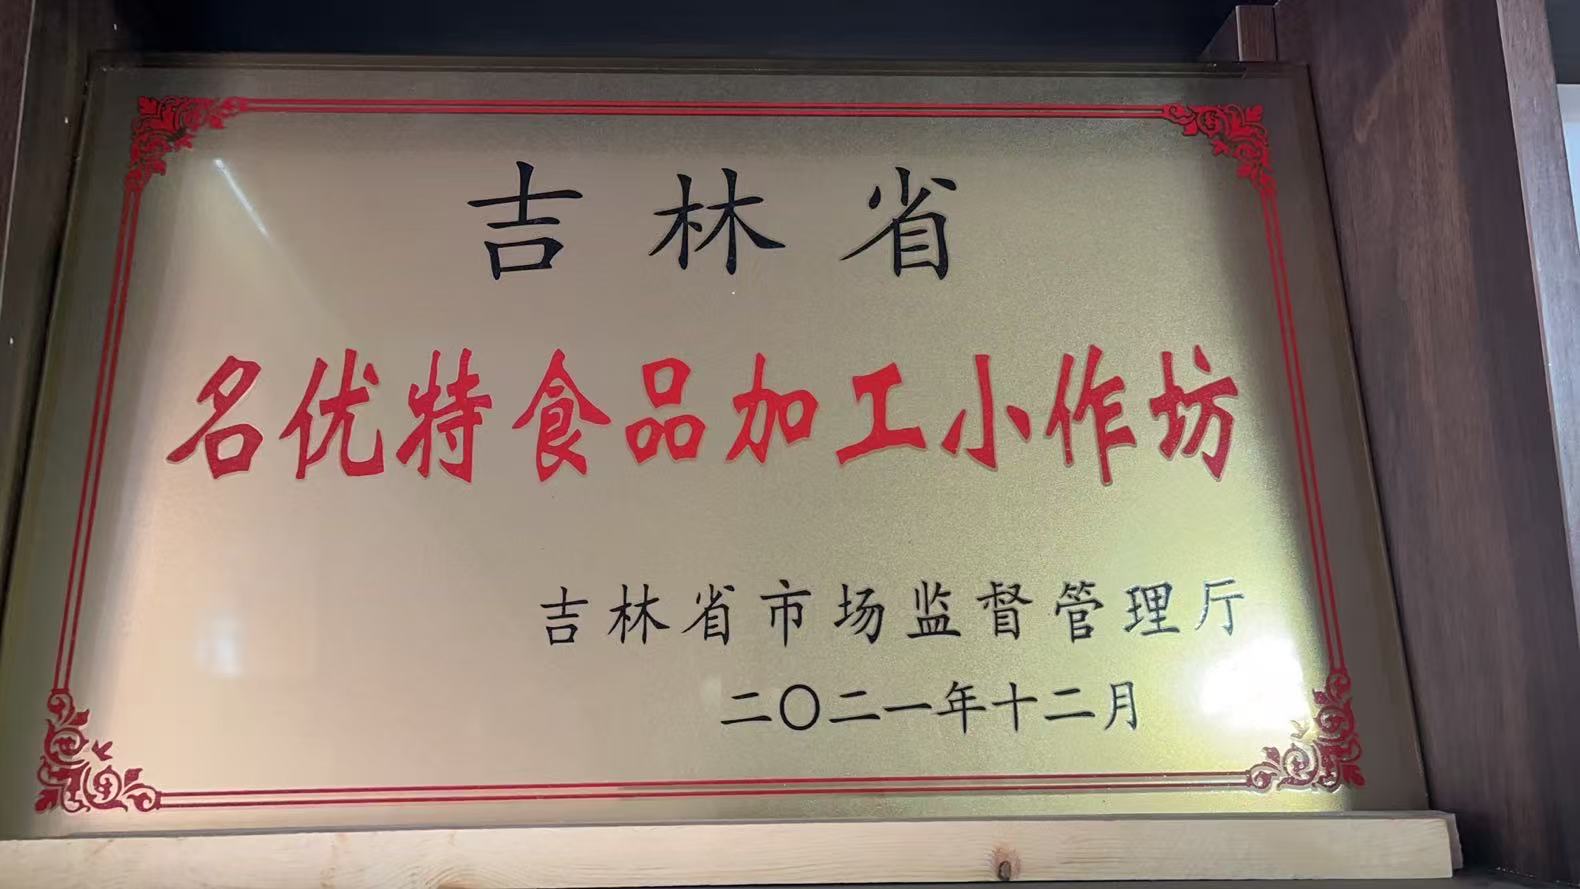 吉林省
名优特食品加工小作坊
吉林省市场监督管理厅
二〇二一年十二月